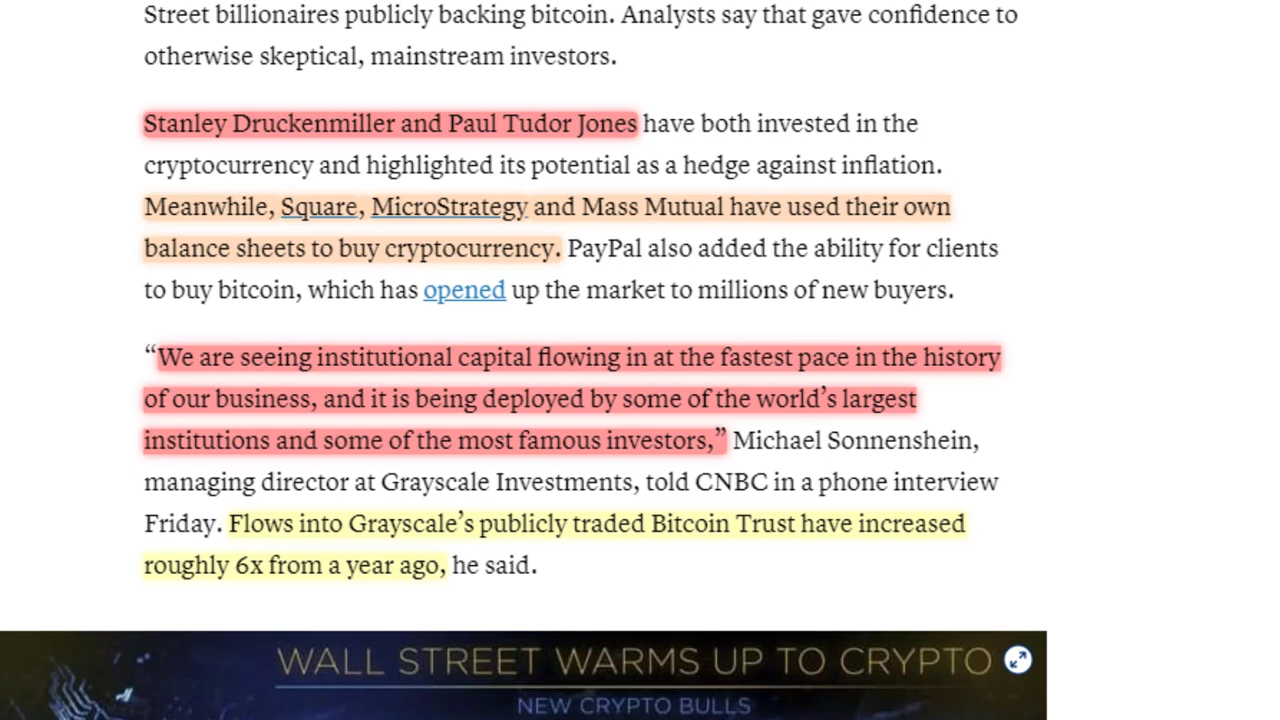 Street billionaires publicly backing bitcoin. Analysts say that gave confidence to
otherwise skeptical, mainstream investors.
Stanley Druckenmiller and Paul Tudor Jones have both invested in the
cryptocurrency and highlighted its potential as a hedge against inflation.
Meanwhile, Square, MicroStrategy and Mass Mutual have used their own
balance sheets to buy cryptocurrency. PayPal also added the ability for clients
to buy bitcoin, which has opened up the market to millions of new buyers.
“We are seeing institutional capital flowing in at the fastest pace in the history
of our business, and it is being deployed by some of the world’s largest
institutions and some of the most famous investors,” Michael Sonnenshein,
managing director at Grayscale Investments, told CNBC in a phone interview
Friday. Flows into Grayscale’s publicly traded Bitcoin Trust have increased
roughly 6x from a year ago, he said.
WALL STREET WARMS UP TO CRYPTO
NEW CRYPTO BULLS